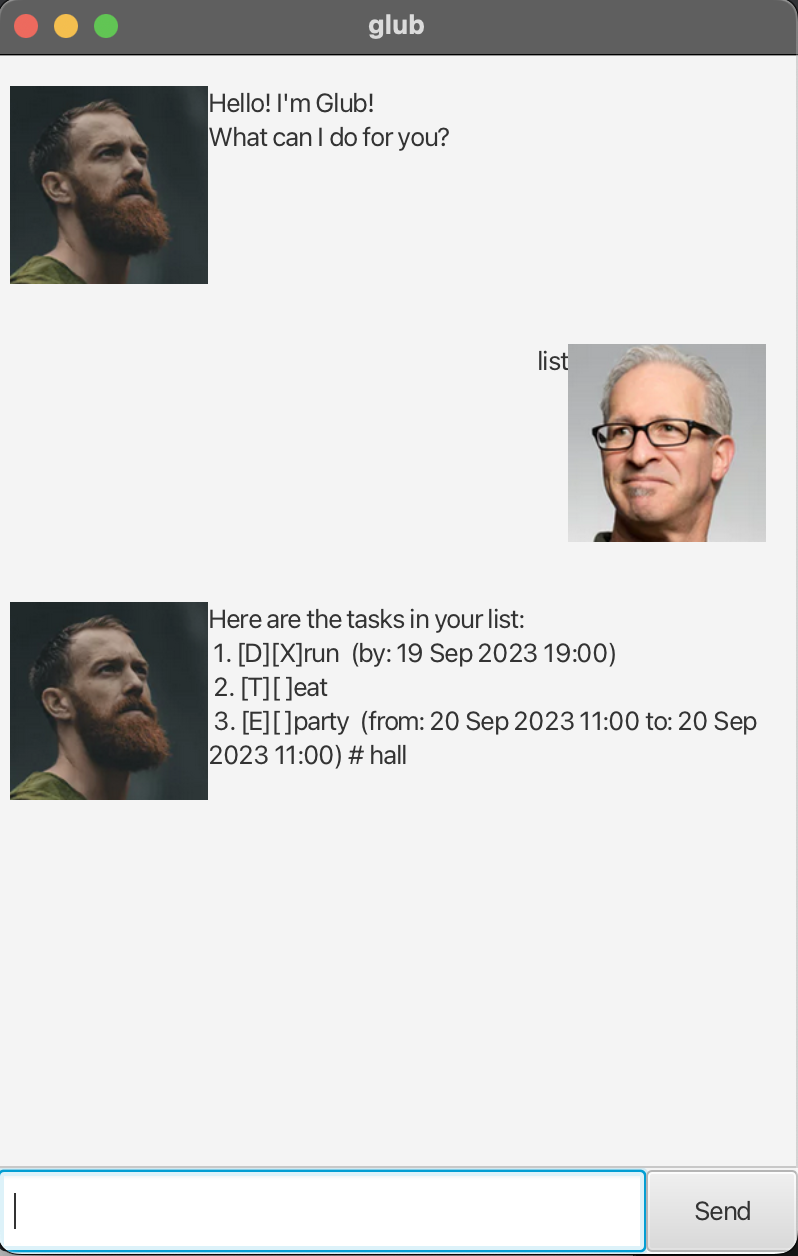 glub
Hello! I'm Glub!
What can I do for you?
list
Here are the tasks in your list:
1. [D][X]run  (by: 19 Sep 2023 19:00)
2. [T][ ]eat
3. [E][ ]party  (from: 20 Sep 2023 11:00 to: 20 Sep
2023 11:00) # hall
Send